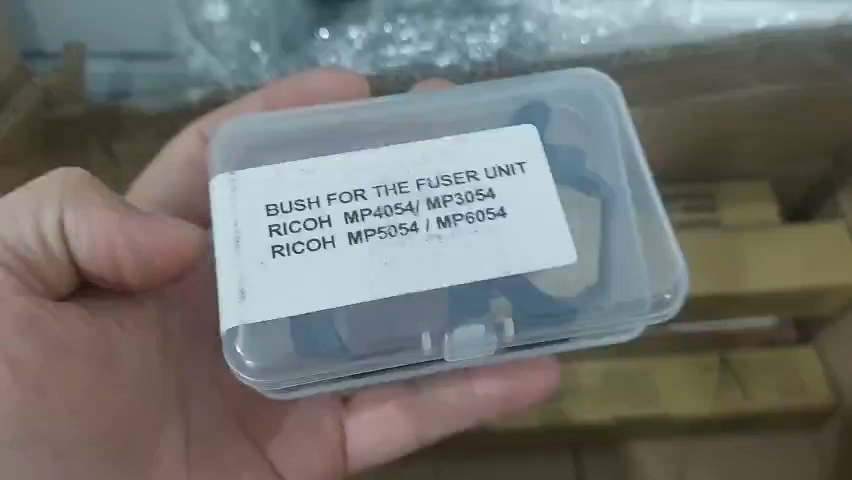 BUSH FOR THE FUSER UNIT
RICOH MP4054/ MP3054
RICOH MP5054 / MP6054